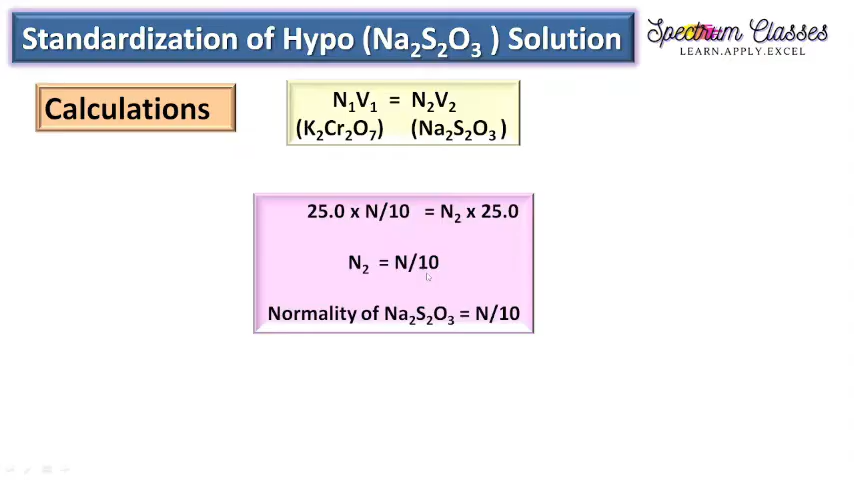 Standardization of Hypo (Na₂S₂O₃ ) Solution
Spectrum Classes
LEARN.APPLY.EXCEL
Calculations
N₁V₁ = N₂V₂
(K₂Cr₂O₇) (Na₂S₂O₃ )
25.0 x N/10 = N₂ x 25.0
N₂ = N/10
Normality of Na₂S₂O₃ = N/10